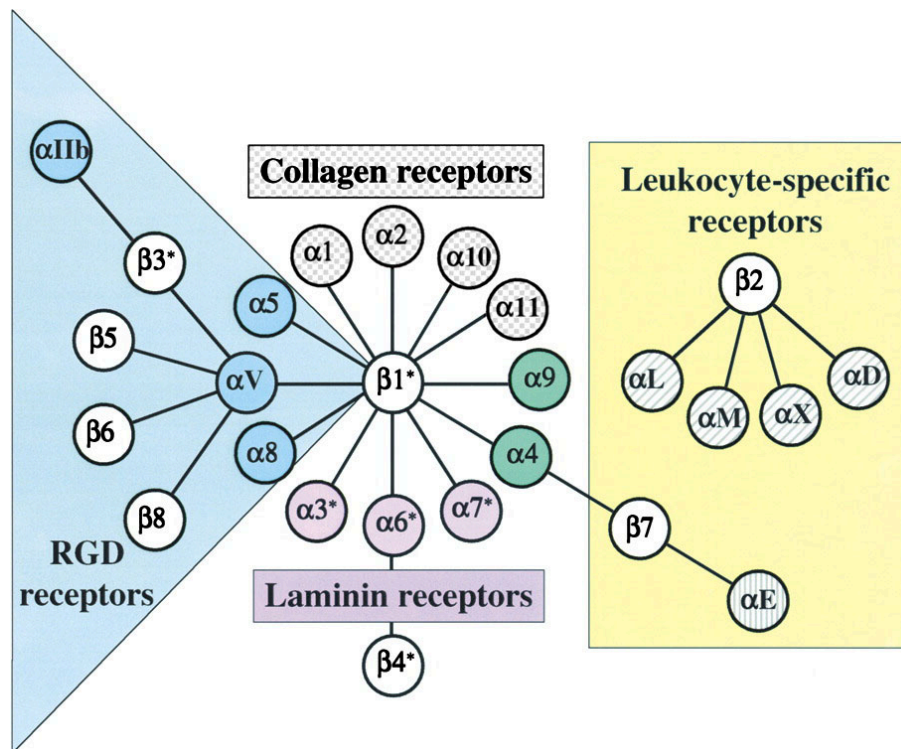 αIIb
Collagen receptors
Leukocyte-specific
receptors
α1
α2
α10
α11
β3*
α5
β2
β5
αV
β1*
α9
αL
αM
αX
αD
β6
α8
α4
β8
α3*
α6*
α7*
β7
RGD
receptors
Laminin receptors
αE
β4*